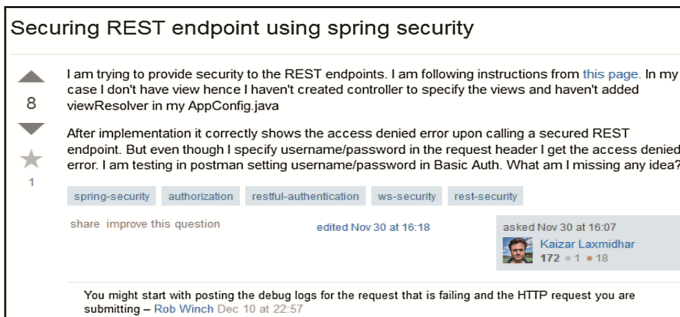 Securing REST endpoint using spring security
I am trying to provide security to the REST endpoints. I am following instructions from this page. In my
case I don't have view hence I haven't created controller to specify the views and haven't added
viewResolver in my AppConfig.java
8
After implementation it correctly shows the access denied error upon calling a secured REST
endpoint. But even though I specify username/password in the request header I get the access denied
error. I am testing in postman setting username/password in Basic Auth. What am I missing any idea?
1
spring-security authorization restful-authentication ws-security rest-security
share improve this question
edited Nov 30 at 16:18
asked Nov 30 at 16:07
Kaizar Laxmidhar
172 ●1 ●18
You might start with posting the debug logs for the request that is failing and the HTTP request you are
submitting – Rob Winch Dec 10 at 22:57